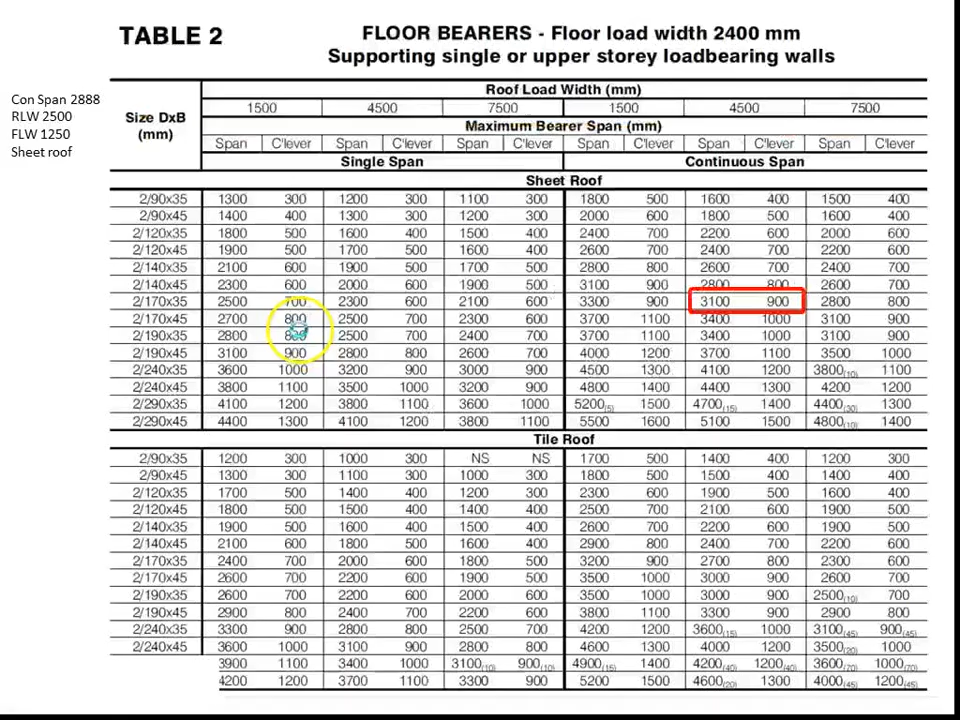 TABLE 2
FLOOR BEARERS - Floor load width 2400 mm
Supporting single or upper storey loadbearing walls
Con Span 2888
RLW 2500
FLW 1250
Sheet roof
Size DxB
(mm)
Roof Load Width (mm)
1500 4500 7500 1500 4500 7500
Maximum Bearer Span (mm)
Span C'lever Span C'lever Span C'lever Span C'lever Span C'lever Span C'lever
Single Span Continuous Span
Sheet Roof
2/90x35 1300 300 1200 300 1100 300 1800 500 1600 400 1500 400
2/90x45 1400 400 1300 300 1200 300 2000 600 1800 500 1600 400
2/120x35 1800 500 1600 400 1500 400 2400 700 2200 600 2000 600
2/120x45 1900 500 1700 500 1600 400 2600 700 2400 700 2200 600
2/140x35 2100 600 1900 500 1700 500 2800 800 2600 700 2400 700
2/140x45 2300 600 2000 600 1900 500 3100 900 2800 800 2600 700
2/170x35 2500 700 2300 600 2100 600 3300 900 3100 900 2800 800
2/170x45 2700 800 2500 700 2300 600 3700 1100 3400 1000 3100 900
2/190x35 2800 2500 700 2400 700 3700 1100 3400 1000 3100 900
2/190x45 3100 900 2800 800 2600 700 4000 1200 3700 1100 3500 1000
2/240x35 3600 1000 3200 900 3000 900 4500 1300 4100 1200 3800(10) 1100
2/240x45 3800 1100 3500 1000 3200 900 4800 1400 4400 1300 4200 1200
2/290x35 4100 1200 3800 1100 3600 1000 5200(5) 1500 4700(15) 1400 4400(30) 1300
2/290x45 4400 1300 4100 1200 3800 1100 5500 1600 5100 1500 4800(10) 1400
Tile Roof
2/90x35 1200 300 1000 300 NS NS 1700 500 1400 400 1200 300
2/90x45 1300 300 1100 300 1000 300 1800 500 1500 400 1400 400
2/120x35 1700 500 1400 400 1200 300 2300 600 1900 500 1600 400
2/120x45 1800 500 1500 400 1400 400 2500 700 2100 600 1900 500
2/140x35 1900 500 1600 400 1500 400 2600 700 2200 600 1900 500
2/140x45 2100 600 1800 500 1600 400 2900 800 2400 700 2200 600
2/170x35 2400 700 2000 600 1800 500 3200 900 2700 800 2300 600
2/170x45 2600 700 2200 600 1900 500 3500 1000 3000 900 2600 700
2/190x35 2600 700 2200 600 2000 600 3500 1000 3000 900 2500(10) 700
2/190x45 2900 800 2400 700 2200 600 3800 1100 3300 900 2900 800
2/240x35 3300 900 2800 800 2500 700 4200 1200 3600(15) 1000 3100(45) 900(45)
2/240x45 3600 1000 3100 900 2800 800 4600 1300 4000 1200 3500(20) 1000
3900 1100 3400 1000 3100(10) 900(10) 4900(15) 1400 4200(40) 1200(40) 3600(70) 1000(70)
4200 1200 3700 1100 3300 900 5200 1500 4600(20) 1300 4000(45) 1200(45)